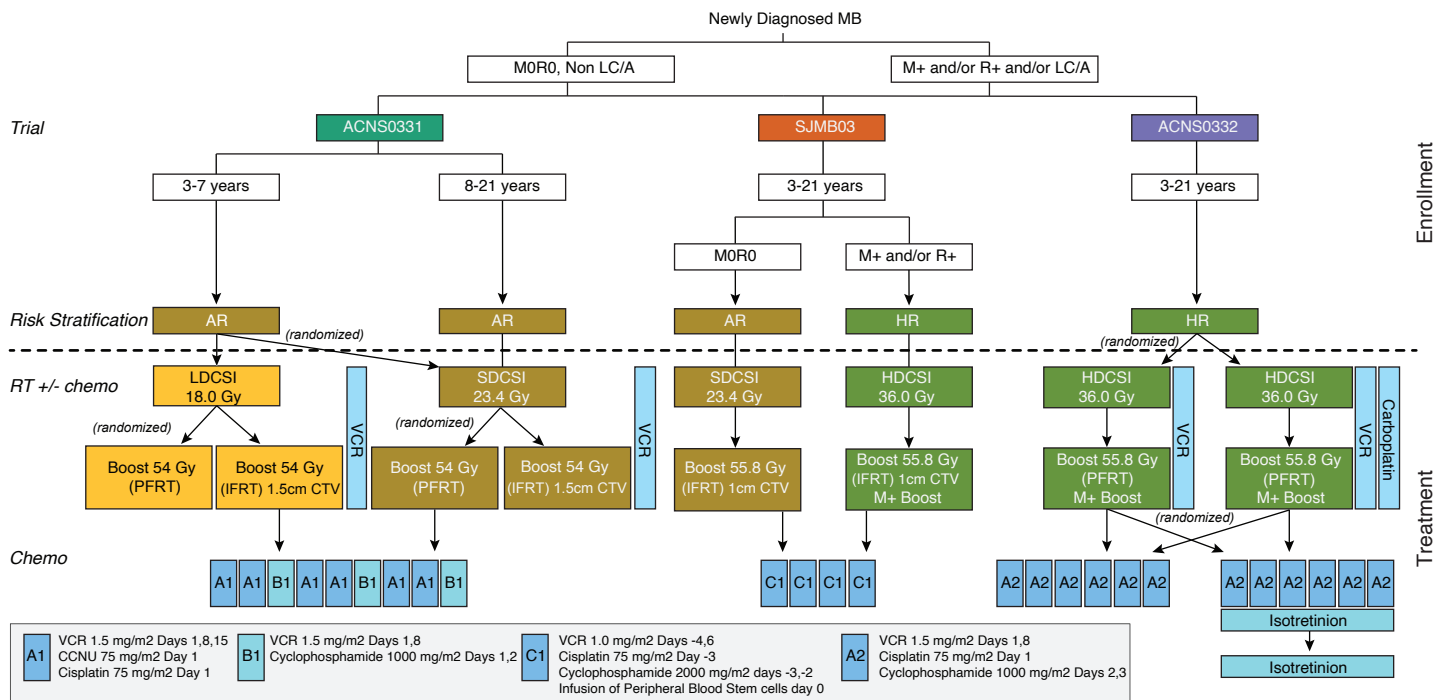 Newly Diagnosed MB
M0R0, Non LC/A
M+ and/or R+ and/or LC/A
Trial
ACNS0331
SJMB03
ACNS0332
Enrollment
3-7 years
8-21 years
3-21 years
3-21 years
M0R0
M+ and/or R+
Risk Stratification
AR
(randomized)
AR
AR
HR
HR
(randomized)
RT +/- chemo
LDCSI
18.0 Gy
VCR
SDCSI
23.4 Gy
VCR
SDCSI
23.4 Gy
HDCSI
36.0 Gy
HDCSI
36.0 Gy
VCR
HDCSI
36.0 Gy
VCR
Carboplatin
(randomized)
(randomized)
Boost 54 Gy
(PFRT)
Boost 54 Gy
(IFRT) 1.5cm CTV
Boost 54 Gy
(PFRT)
Boost 54 Gy
(IFRT) 1.5cm CTV
Boost 55.8 Gy
(IFRT) 1cm CTV
Boost 55.8 Gy
(IFRT) 1cm CTV
M+ Boost
Boost 55.8 Gy
(PFRT)
M+ Boost
Boost 55.8 Gy
(PFRT)
M+ Boost
(randomized)
Treatment
Chemo
A1 A1 B1 A1 A1 B1 A1 A1 B1
C1 C1 C1 C1
A2 A2 A2 A2 A2 A2
A2 A2 A2 A2 A2 A2
Isotretinion
Isotretinion
A1
VCR 1.5 mg/m2 Days 1,8,15
CCNU 75 mg/m2 Day 1
Cisplatin 75 mg/m2 Day 1
B1
VCR 1.5 mg/m2 Days 1,8
Cyclophosphamide 1000 mg/m2 Days 1,2
C1
VCR 1.0 mg/m2 Days -4,6
Cisplatin 75 mg/m2 Day -3
Cyclophosphamide 2000 mg/m2 days -3,-2
Infusion of Peripheral Blood Stem cells day 0
A2
VCR 1.5 mg/m2 Days 1,8
Cisplatin 75 mg/m2 Day 1
Cyclophosphamide 1000 mg/m2 Days 2,3